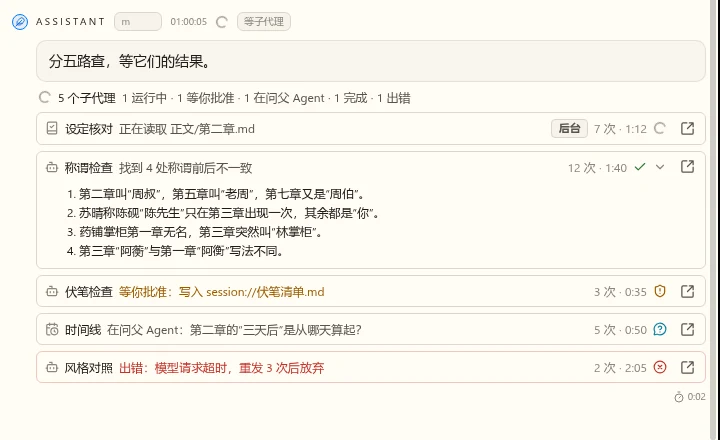 ASSISTANT m 01:00:05 等子代理
分五路查，等它们的结果。
5 个子代理 1 运行中 · 1 等你批准 · 1 在问父 Agent · 1 完成 · 1 出错
设定核对 正在读取 正文/第二章.md 后台 7 次 · 1:12
称谓检查 找到 4 处称谓前后不一致 12 次 · 1:40
1. 第二章叫“周叔”，第五章叫“老周”，第七章又是“周伯”。
2. 苏晴称陈砚“陈先生”只在第三章出现一次，其余都是“你”。
3. 药铺掌柜第一章无名，第三章突然叫“林掌柜”。
4. 第三章“阿蘅”与第一章“阿衡”写法不同。
伏笔检查 等你批准：写入 session://伏笔清单.md 3 次 · 0:35
时间线 在问父 Agent：第二章的“三天后”是从哪天算起？ 5 次 · 0:50
风格对照 出错：模型请求超时，重发 3 次后放弃 2 次 · 2:05
0:02